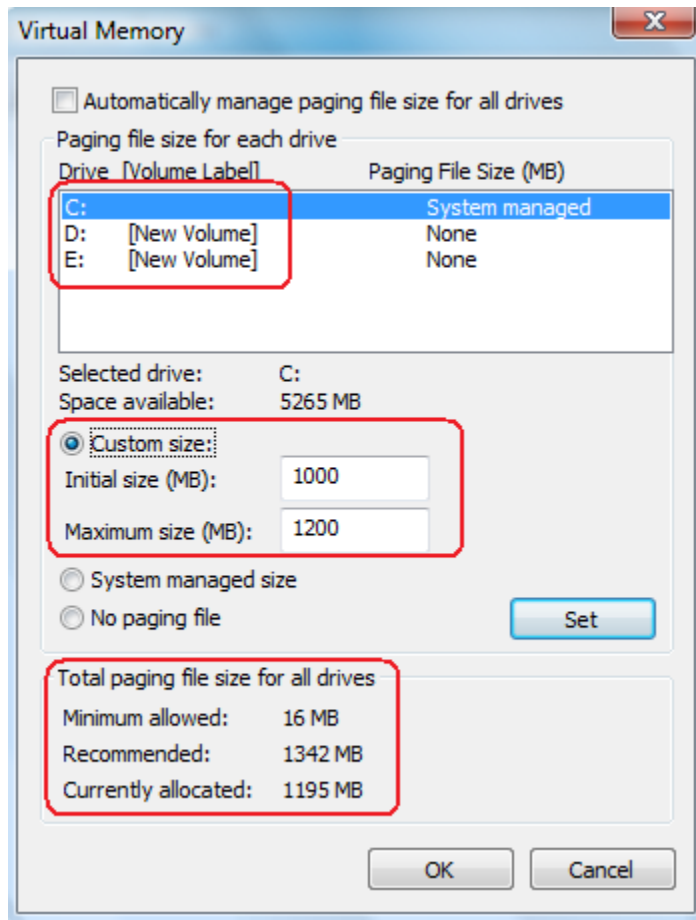 Virtual Memory
Automatically manage paging file size for all drives
Paging file size for each drive
Drive [Volume Label] Paging File Size (MB)
C: System managed
D: [New Volume] None
E: [New Volume] None
Selected drive: C:
Space available: 5265 MB
Custom size:
Initial size (MB): 1000
Maximum size (MB): 1200
System managed size
No paging file
Set
Total paging file size for all drives
Minimum allowed: 16 MB
Recommended: 1342 MB
Currently allocated: 1195 MB
OK Cancel